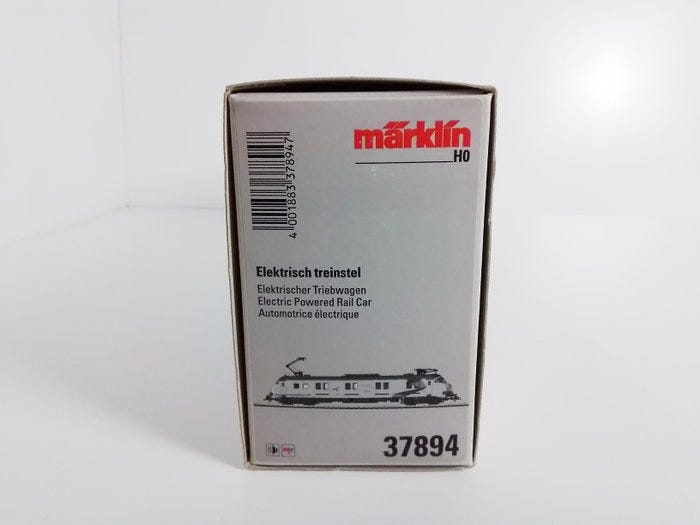 märklin
H0
4 001883 378947
Elektrisch treinstel
Elektrischer Triebwagen
Electric Powered Rail Car
Automotrice électrique
37894